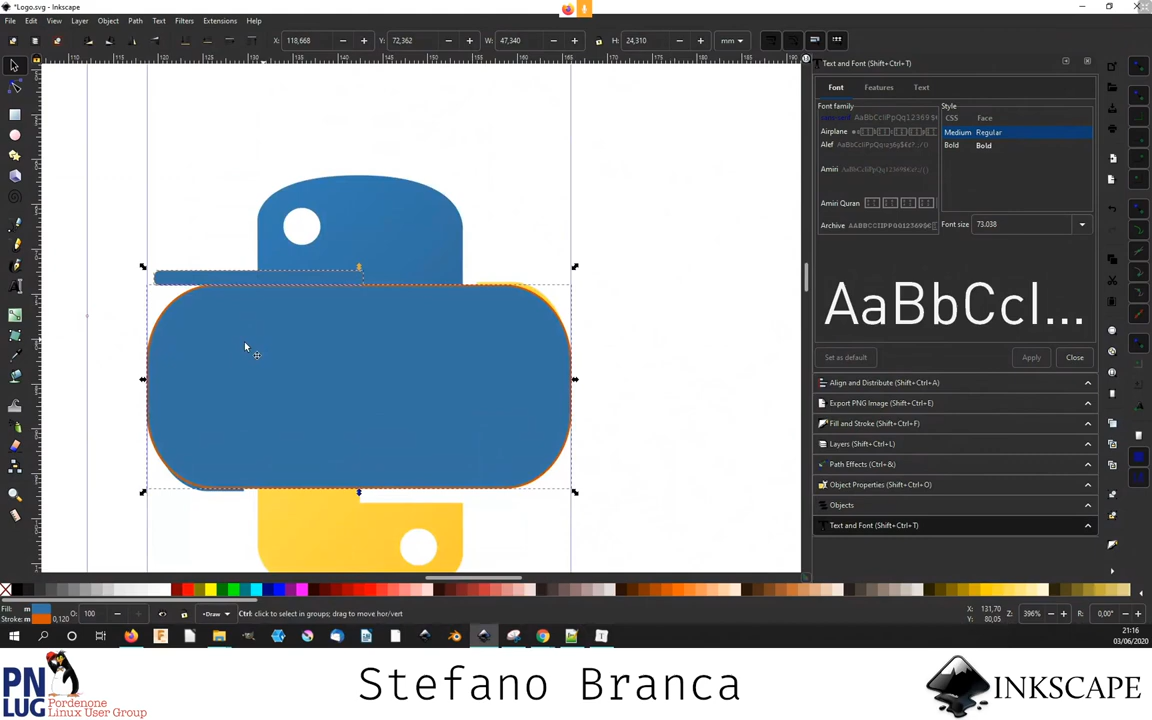 *Logo.svg - Inkscape
File Edit View Layer Object Path Text Filters Extensions Help
X: 118,668 Y: 72,362 W: 47,340 H: 24,310 mm
Text and Font (Shift+Ctrl+T)
Font Features Text
Font family Style
CSS Face
Airplane Medium Regular
Alef Bold Bold
Amiri
Amiri Quran
Archive Font size 73.038
AaBbCcI...
Set as default Apply Close
Align and Distribute (Shift+Ctrl+A)
Export PNG Image (Shift+Ctrl+E)
Fill and Stroke (Shift+Ctrl+F)
Layers (Shift+Ctrl+L)
Path Effects (Ctrl+&)
Object Properties (Shift+Ctrl+O)
Objects
Text and Font (Shift+Ctrl+T)
Fill: m
Stroke: m 0,120
O: 100
Draw
Ctrl: click to select in groups; drag to move hor/vert
X: 131,70
Y: 80,05
Z: 396% R: 0,00°
21:16
03/06/2020
PN
LUG
Pordenone
Linux User Group
Stefano Branca
INKSCAPE